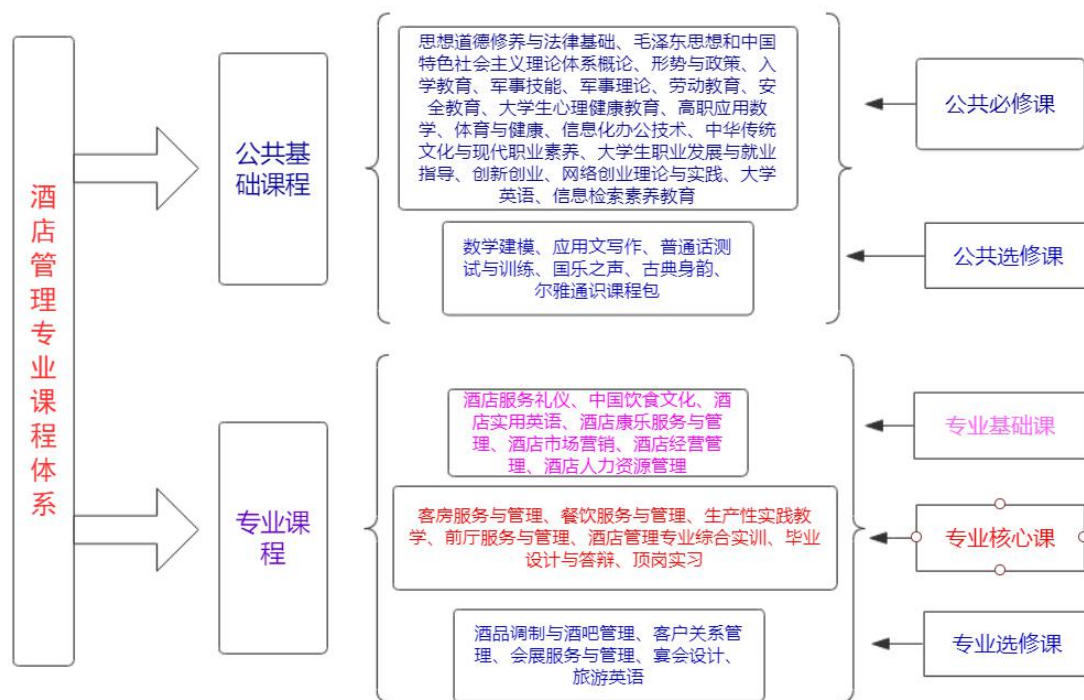 酒店管理专业课程体系
公共基
础课程
思想道德修养与法律基础、毛泽东思想和中国
特色社会主义理论体系概论、形势与政策、入
学教育、军事技能、军事理论、劳动教育、安
全教育、大学生心理健康教育、高职应用数
学、体育与健康、信息化办公技术、中华传统
文化与现代职业素养、大学生职业发展与就业
指导、创新创业、网络创业理论与实践、大学
英语、信息检索素养教育
公共必修课
数学建模、应用文写作、普通话测
试与训练、国乐之声、古典身韵、
尔雅通识课程包
公共选修课
专业课
程
酒店服务礼仪、中国饮食文化、酒
店实用英语、酒店康乐服务与管
理、酒店市场营销、酒店经营管
理、酒店人力资源管理
专业基础课
客房服务与管理、餐饮服务与管理、生产性实践教
学、前厅服务与管理、酒店管理专业综合实训、毕业
设计与答辩、顶岗实习
专业核心课
酒品调制与酒吧管理、客户关系管
理、会展服务与管理、宴会设计、
旅游英语
专业选修课